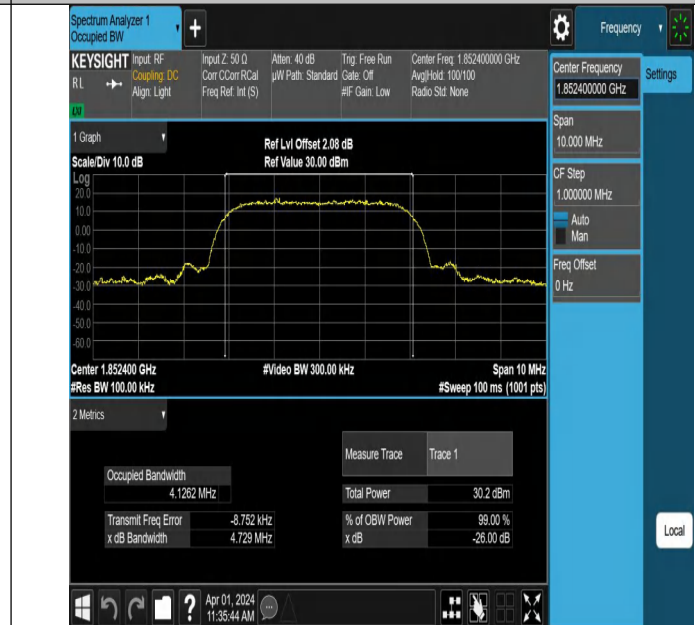 Spectrum Analyzer 1
Occupied BW
+
Frequency
KEYSIGHT
RL
LXI
Input: RF
Coupling: DC
Align: Light
Input Z: 50 Ω
Corr CCorr RCal
Freq Ref: Int (S)
Atten: 40 dB
µW Path: Standard
Trig: Free Run
Gate: Off
#IF Gain: Low
Center Freq: 1.852400000 GHz
Avg|Hold: 100/100
Radio Std: None
Center Frequency
1.852400000 GHz
Settings
Span
10.000 MHz
CF Step
1.000000 MHz
Auto
Man
Freq Offset
0 Hz
1 Graph
Scale/Div 10.0 dB
Ref Lvl Offset 2.08 dB
Ref Value 30.00 dBm
Log
20.0
10.0
0.00
-10.0
-20.0
-30.0
-40.0
-50.0
-60.0
Center 1.852400 GHz
#Video BW 300.00 kHz
Span 10 MHz
#Res BW 100.00 kHz
#Sweep 100 ms (1001 pts)
2 Metrics
Measure Trace Trace 1
Occupied Bandwidth
4.1262 MHz
Total Power 30.2 dBm
Transmit Freq Error -8.752 kHz
% of OBW Power 99.00 %
x dB Bandwidth 4.729 MHz
x dB -26.00 dB
Local
?
Apr 01, 2024
11:35:44 AM